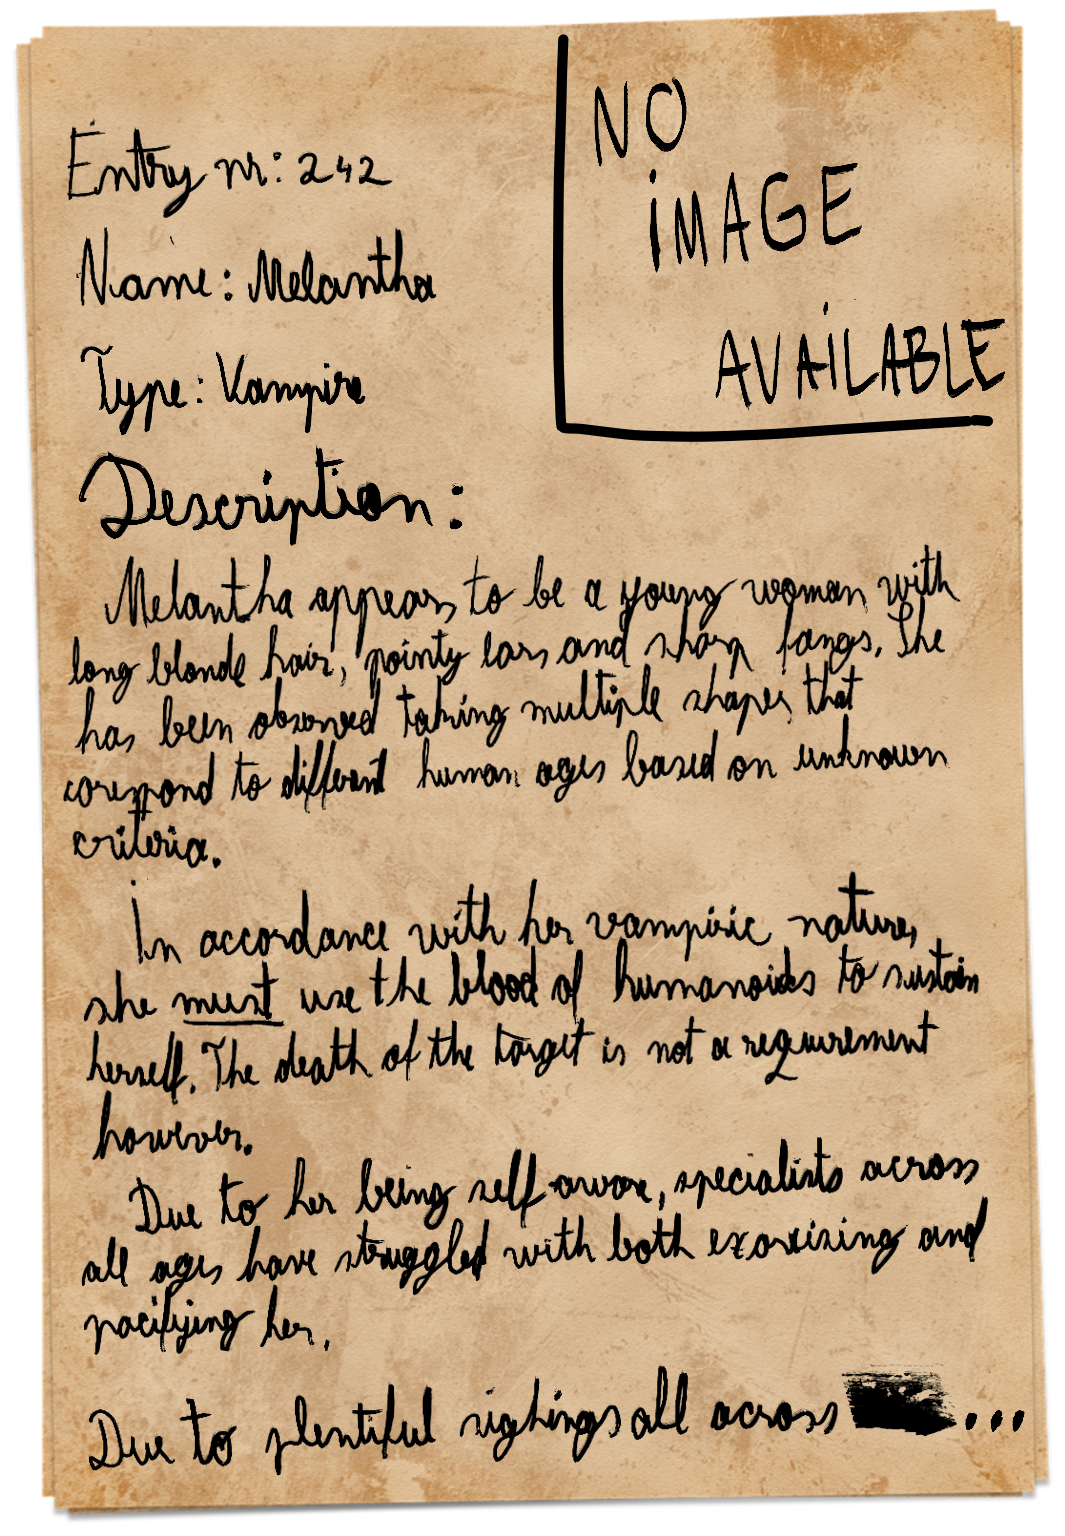 NO
IMAGE
AVAILABLE
Entry nr: 242
Name: Melantha
Type: Vampire
Description:
Melantha appears to be a young woman with
long blonde hair, pointy ears and sharp fangs. She
has been observed taking multiple shapes that
correspond to different human ages based on unknown
criteria.
In accordance with her vampiric nature,
she must use the blood of humanoids to sustain
herself. The death of the target is not a requirement
however.
Due to her being self-aware, specialists across
all ages have struggled with both exorcising and
pacifying her.
Due to plentiful sightings all across ...